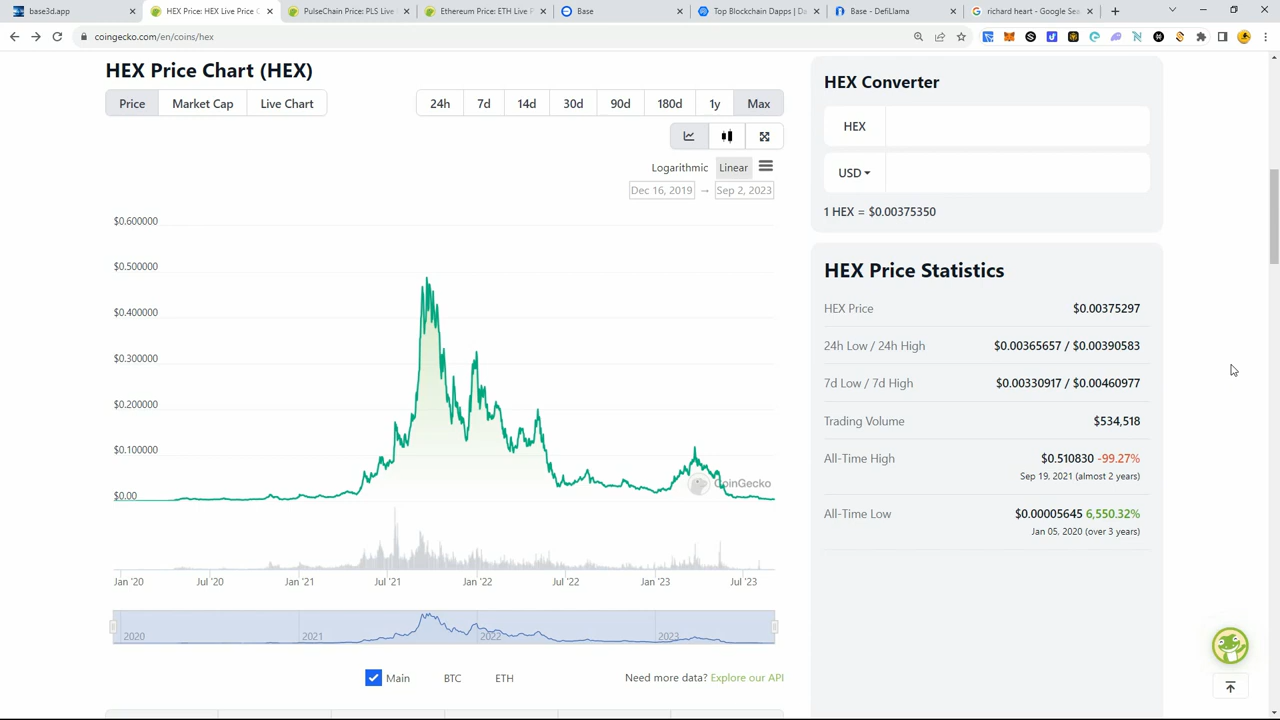 base3d.app
HEX Price: HEX Live Price C
PulseChain Price: PLS Live
Ethereum Price: ETH Live P
Base
Top Blockchain Dapps | Da
Base - DefiLlama
richard heart - Google Sea
coingecko.com/en/coins/hex
HEX Price Chart (HEX)
Price
Market Cap
Live Chart
24h
7d
14d
30d
90d
180d
1y
Max
Logarithmic
Linear
Dec 16, 2019 → Sep 2, 2023
$0.600000
$0.500000
$0.400000
$0.300000
$0.200000
$0.100000
$0.00
CoinGecko
Jan '20
Jul '20
Jan '21
Jul '21
Jan '22
Jul '22
Jan '23
Jul '23
2020
2021
2022
2023
Main
BTC
ETH
Need more data? Explore our API
HEX Converter
HEX
USD
1 HEX = $0.00375350
HEX Price Statistics
HEX Price $0.00375297
24h Low / 24h High $0.00365657 / $0.00390583
7d Low / 7d High $0.00330917 / $0.00460977
Trading Volume $534,518
All-Time High $0.510830 -99.27%
Sep 19, 2021 (almost 2 years)
All-Time Low $0.00005645 6,550.32%
Jan 05, 2020 (over 3 years)